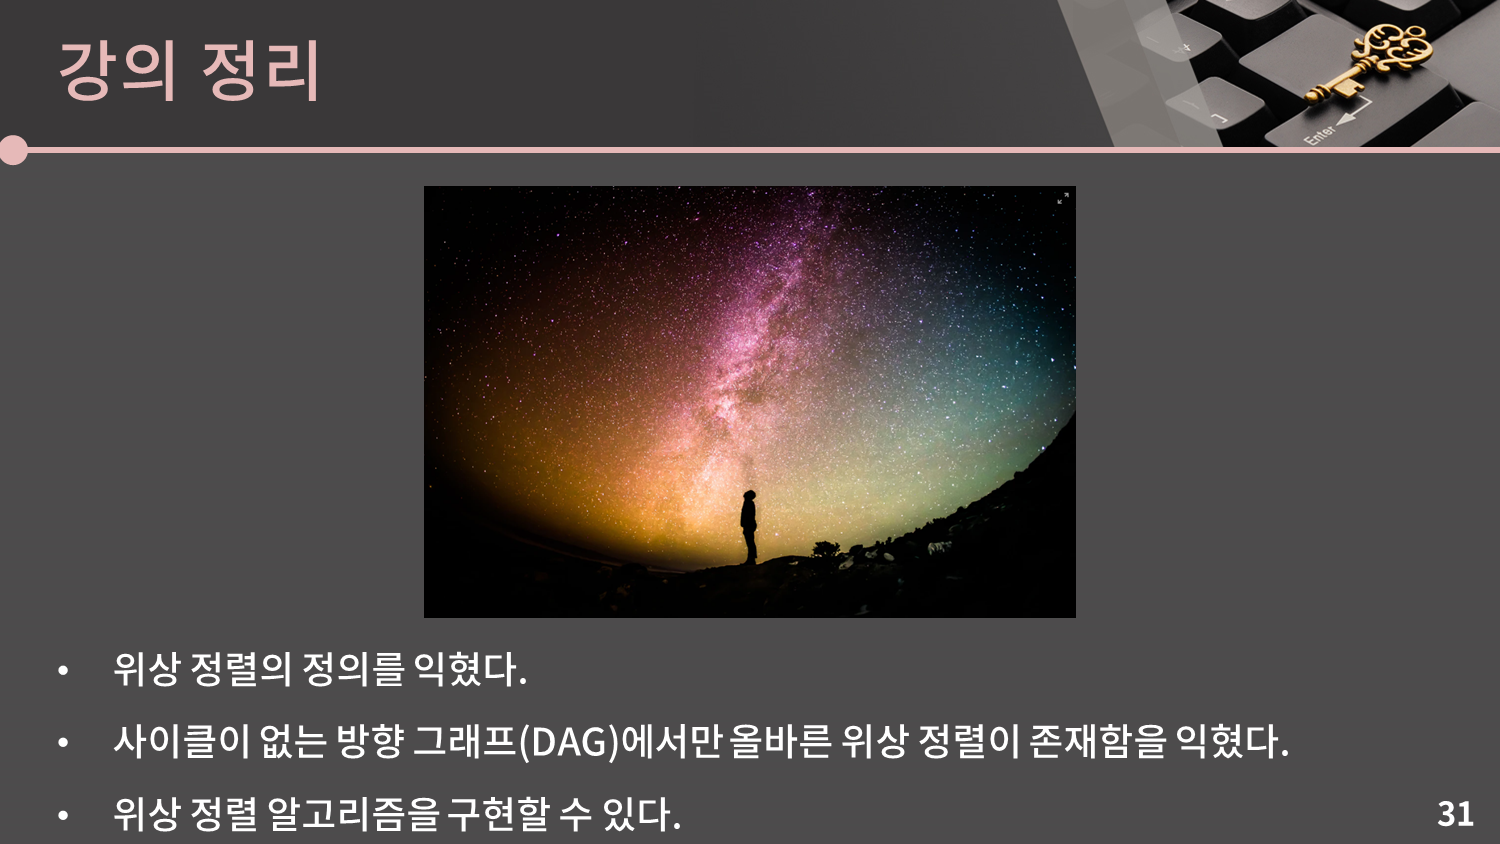 강의 정리
Enter
• 위상 정렬의 정의를 익혔다.
• 사이클이 없는 방향 그래프(DAG)에서만 올바른 위상 정렬이 존재함을 익혔다.
• 위상 정렬 알고리즘을 구현할 수 있다.
31